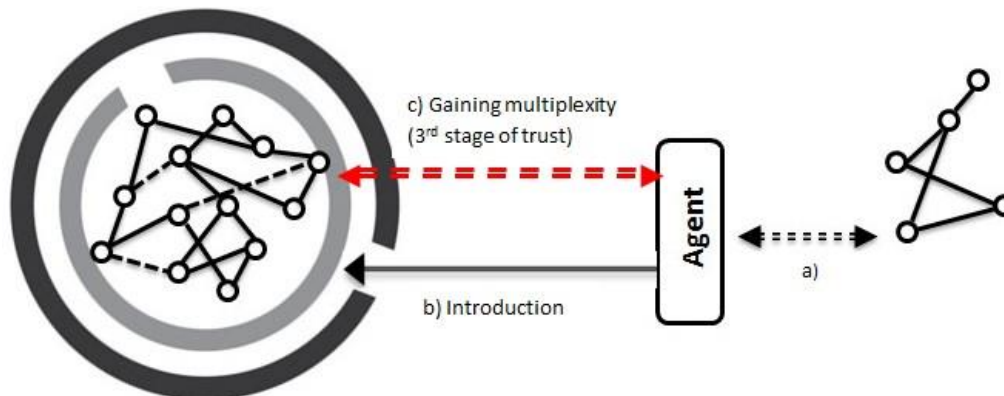 c) Gaining multiplexity
(3rd stage of trust)
Agent
a)
b) Introduction